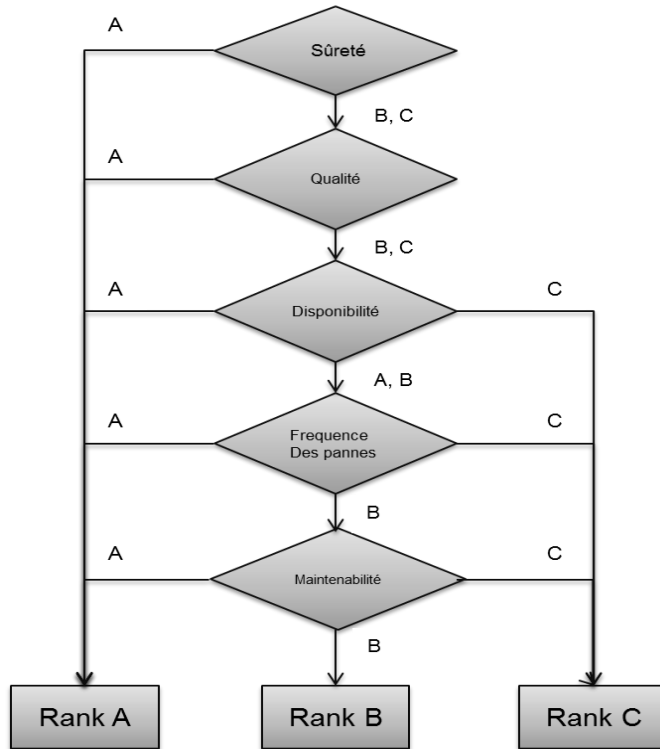 A
Sûreté
B, C
A
Qualité
B, C
A
Disponibilité
C
A, B
A
Frequence
Des pannes
C
B
A
Maintenabilité
C
B
Rank A
Rank B
Rank C